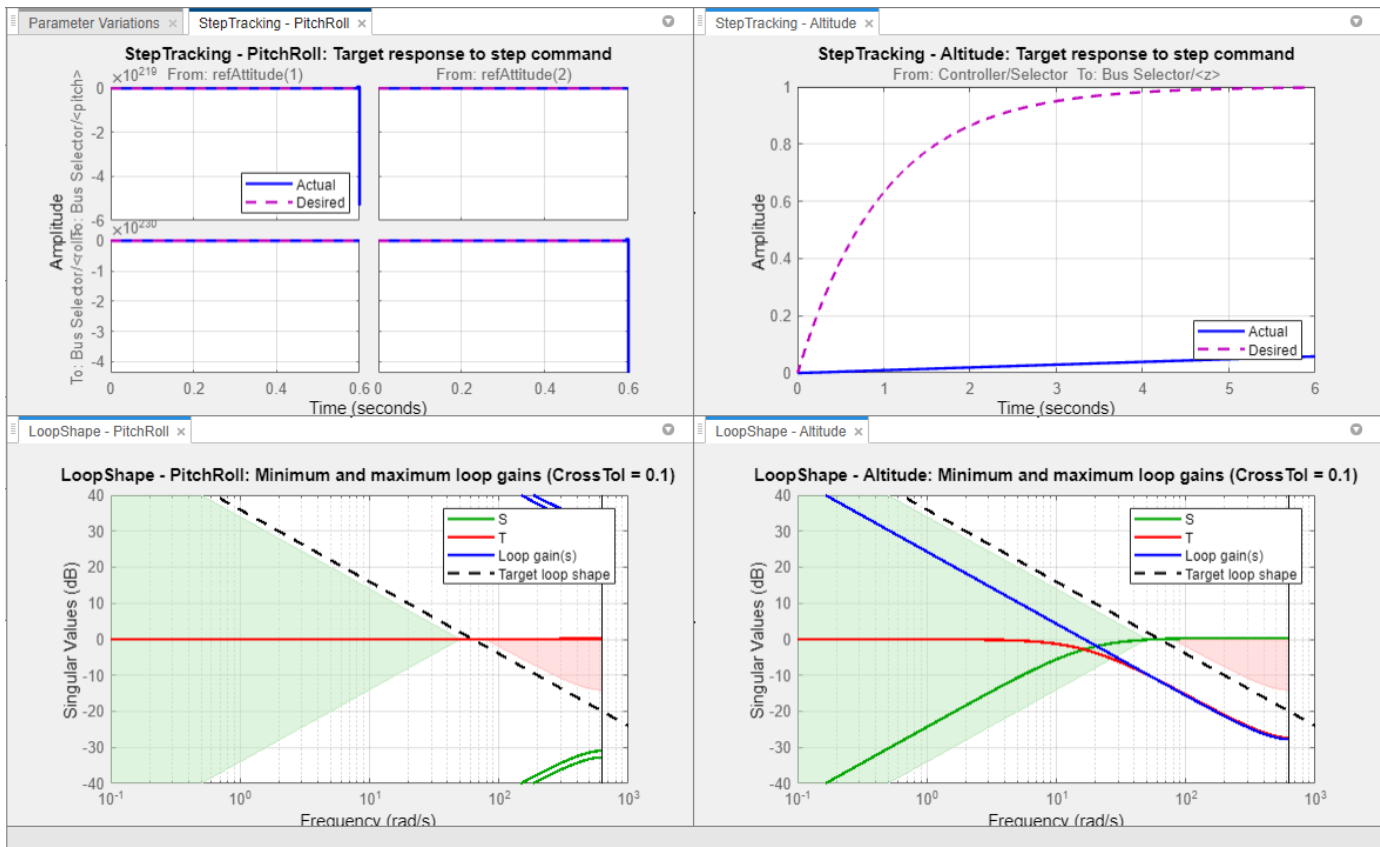 Parameter Variations ×
StepTracking - PitchRoll ×
StepTracking - PitchRoll: Target response to step command
From: refAttitude(1)
From: refAttitude(2)
×10^219
0
-2
-4
-6
To: Bus Selector/<pitch>
Actual
Desired
×10^230
0
-1
-2
-3
-4
To: Bus Selector/<roll>
Amplitude
0
0.2
0.4
0.6
0
0.2
0.4
0.6
Time (seconds)
StepTracking - Altitude ×
StepTracking - Altitude: Target response to step command
From: Controller/Selector To: Bus Selector/<z>
1
0.8
0.6
0.4
0.2
0
Amplitude
Actual
Desired
0
1
2
3
4
5
6
Time (seconds)
LoopShape - PitchRoll ×
LoopShape - PitchRoll: Minimum and maximum loop gains (CrossTol = 0.1)
40
30
20
10
0
-10
-20
-30
-40
Singular Values (dB)
S
T
Loop gain(s)
Target loop shape
10^-1
10^0
10^1
10^2
10^3
Frequency (rad/s)
LoopShape - Altitude ×
LoopShape - Altitude: Minimum and maximum loop gains (CrossTol = 0.1)
40
30
20
10
0
-10
-20
-30
-40
Singular Values (dB)
S
T
Loop gain(s)
Target loop shape
10^-1
10^0
10^1
10^2
10^3
Frequency (rad/s)